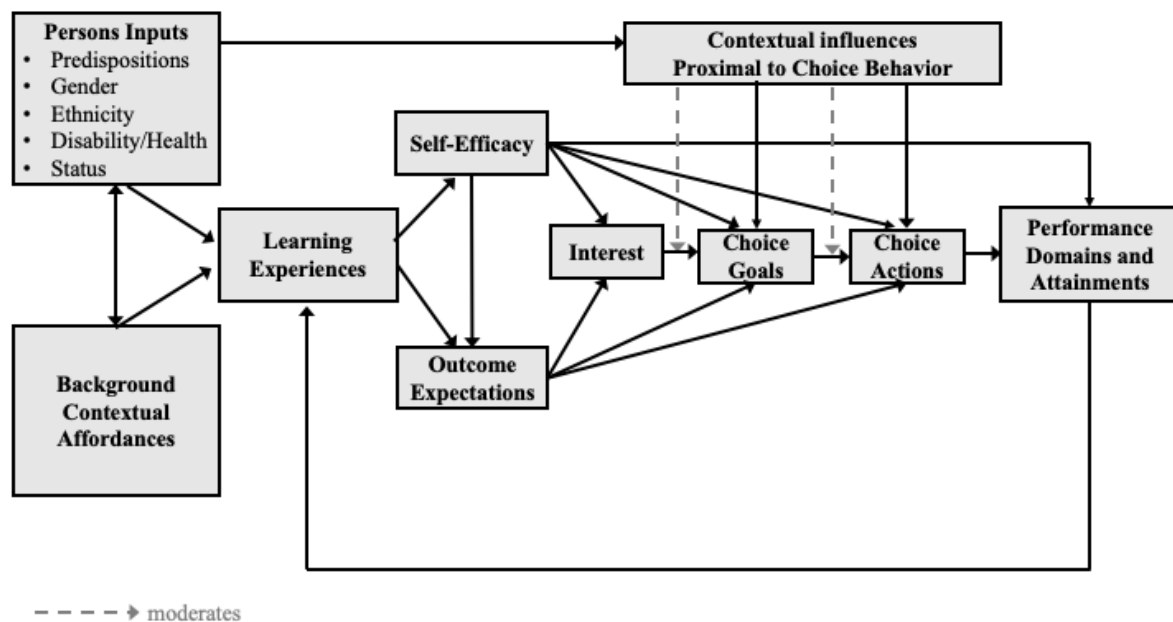 Persons Inputs
• Predispositions
• Gender
• Ethnicity
• Disability/Health
• Status
Contextual influences
Proximal to Choice Behavior
Self-Efficacy
Learning
Experiences
Interest
Choice
Goals
Choice
Actions
Performance
Domains and
Attainments
Outcome
Expectations
Background
Contextual
Affordances
moderates